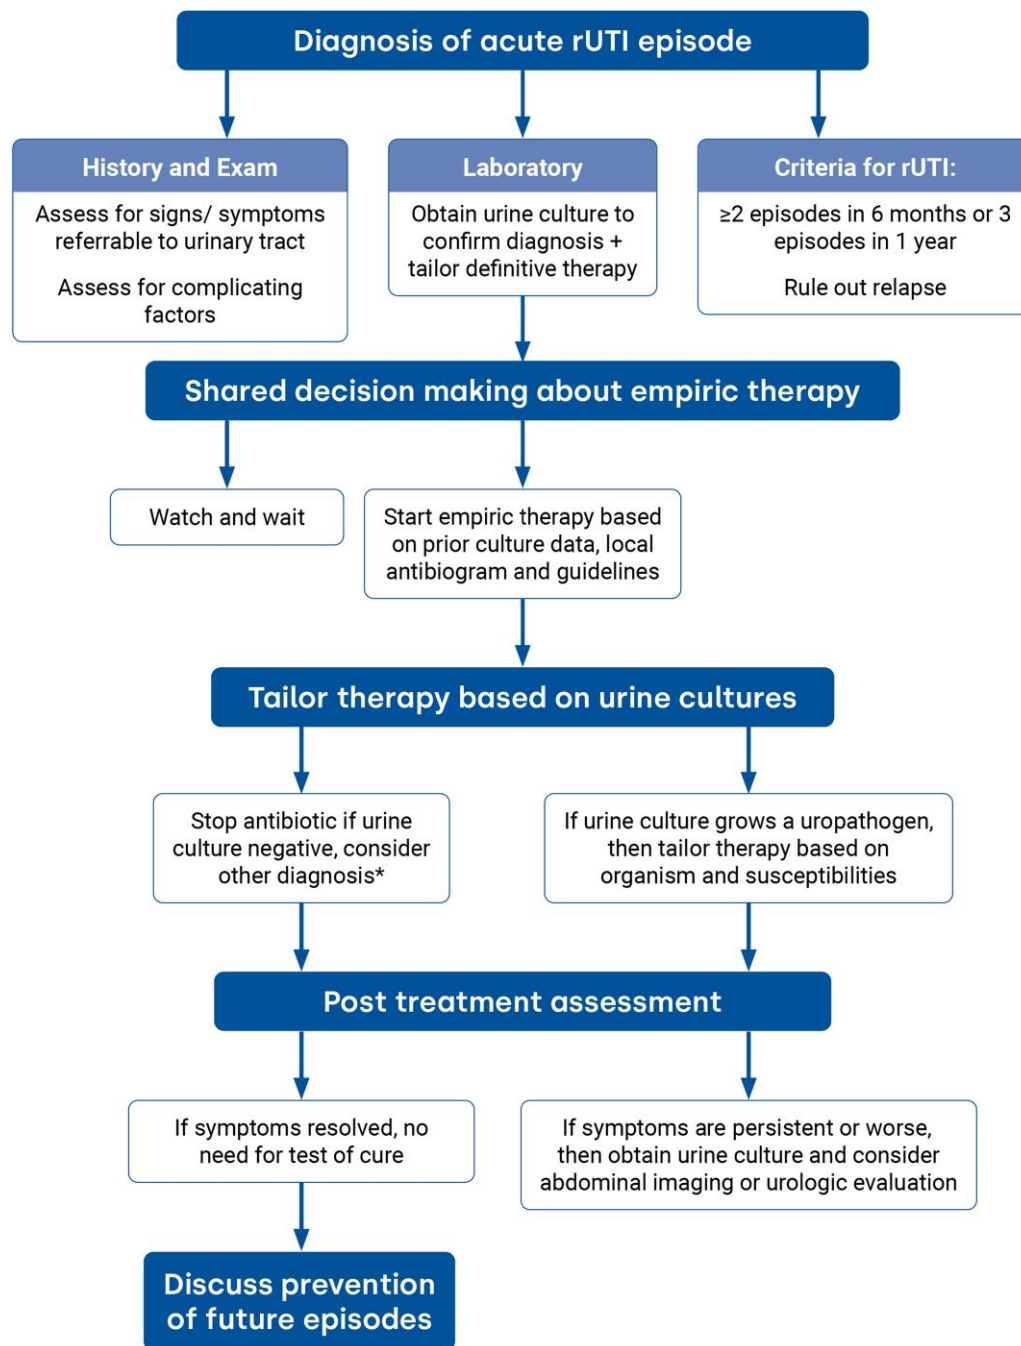 Diagnosis of acute rUTI episode
History and Exam
Assess for signs/ symptoms
referrable to urinary tract
Assess for complicating
factors
Laboratory
Obtain urine culture to
confirm diagnosis +
tailor definitive therapy
Criteria for rUTI:
≥2 episodes in 6 months or 3
episodes in 1 year
Rule out relapse
Shared decision making about empiric therapy
Watch and wait
Start empiric therapy based
on prior culture data, local
antibiogram and guidelines
Tailor therapy based on urine cultures
Stop antibiotic if urine
culture negative, consider
other diagnosis*
If urine culture grows a uropathogen,
then tailor therapy based on
organism and susceptibilities
Post treatment assessment
If symptoms resolved, no
need for test of cure
If symptoms are persistent or worse,
then obtain urine culture and consider
abdominal imaging or urologic evaluation
Discuss prevention
of future episodes